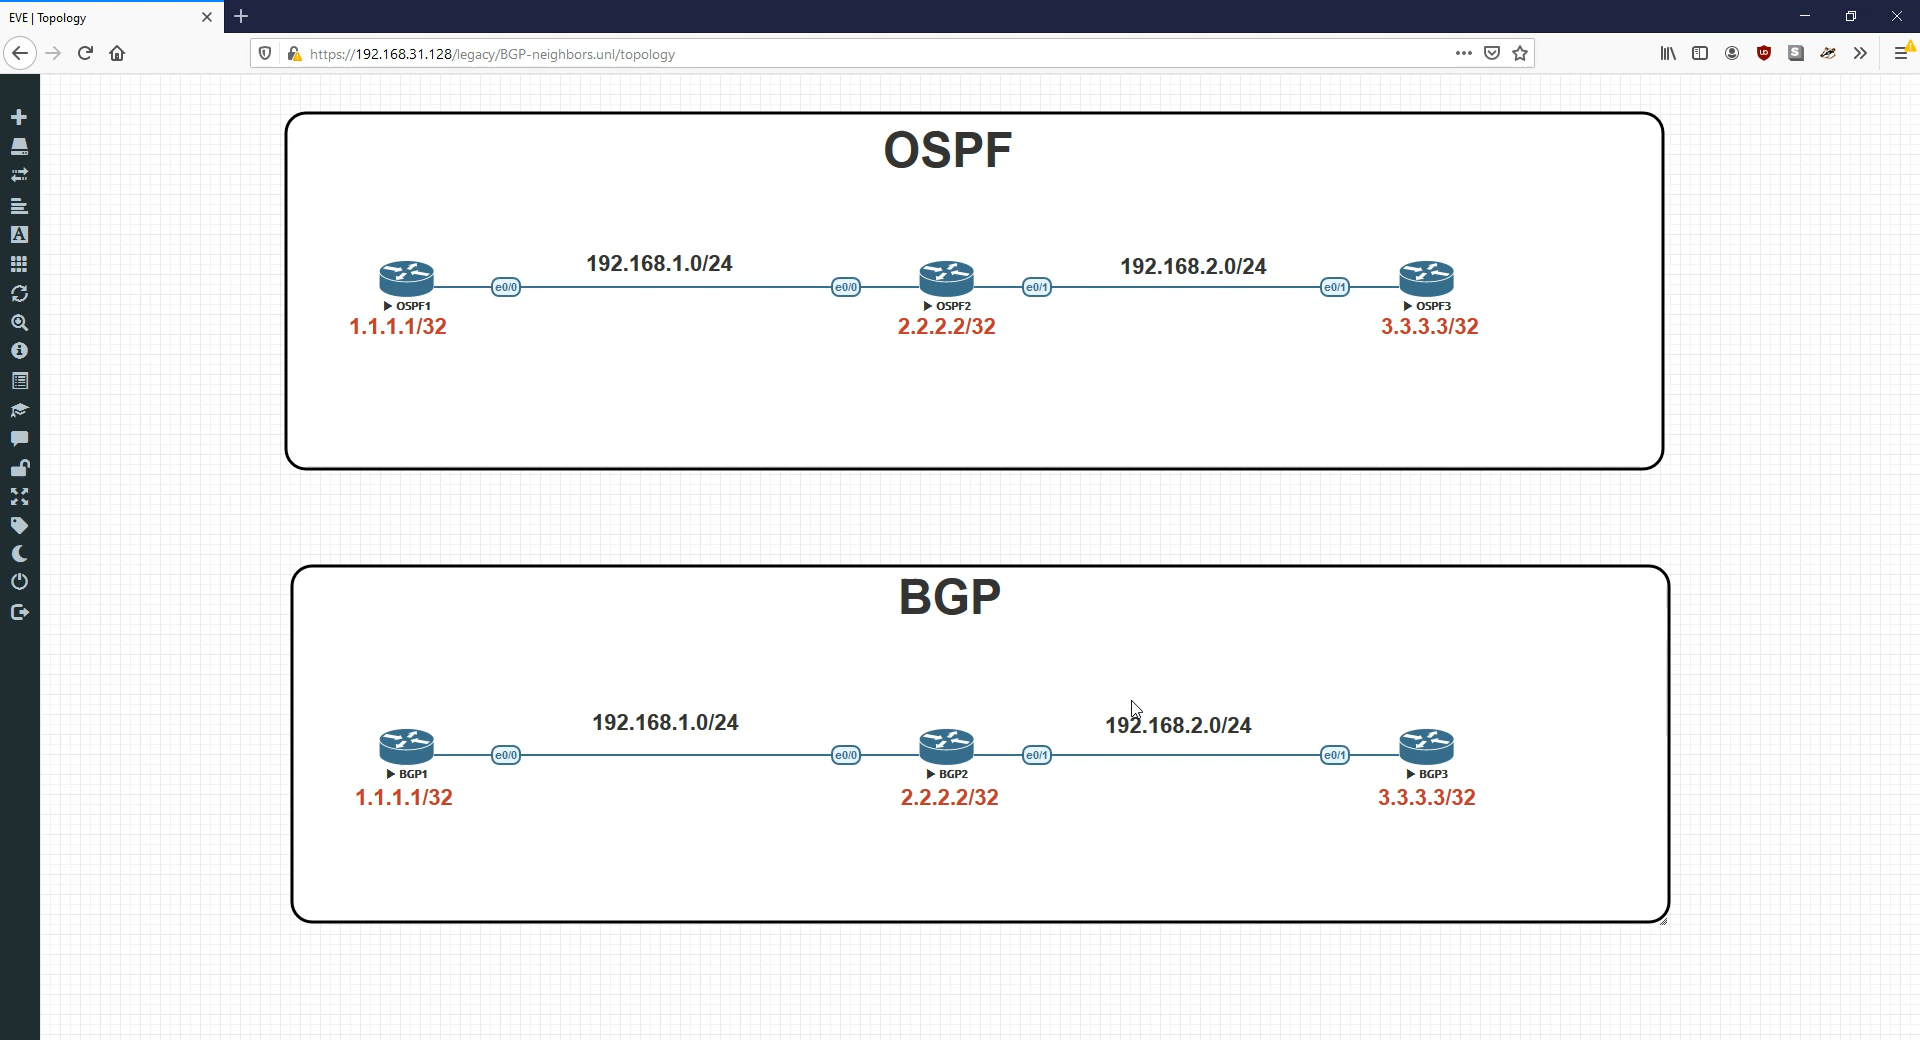 EVE | Topology
https://192.168.31.128/legacy/BGP-neighbors.unl/topology
OSPF
192.168.1.0/24
192.168.2.0/24
e0/0
e0/0
e0/1
e0/1
OSPF1
OSPF2
OSPF3
1.1.1.1/32
2.2.2.2/32
3.3.3.3/32
BGP
192.168.1.0/24
192.168.2.0/24
e0/0
e0/0
e0/1
e0/1
BGP1
BGP2
BGP3
1.1.1.1/32
2.2.2.2/32
3.3.3.3/32